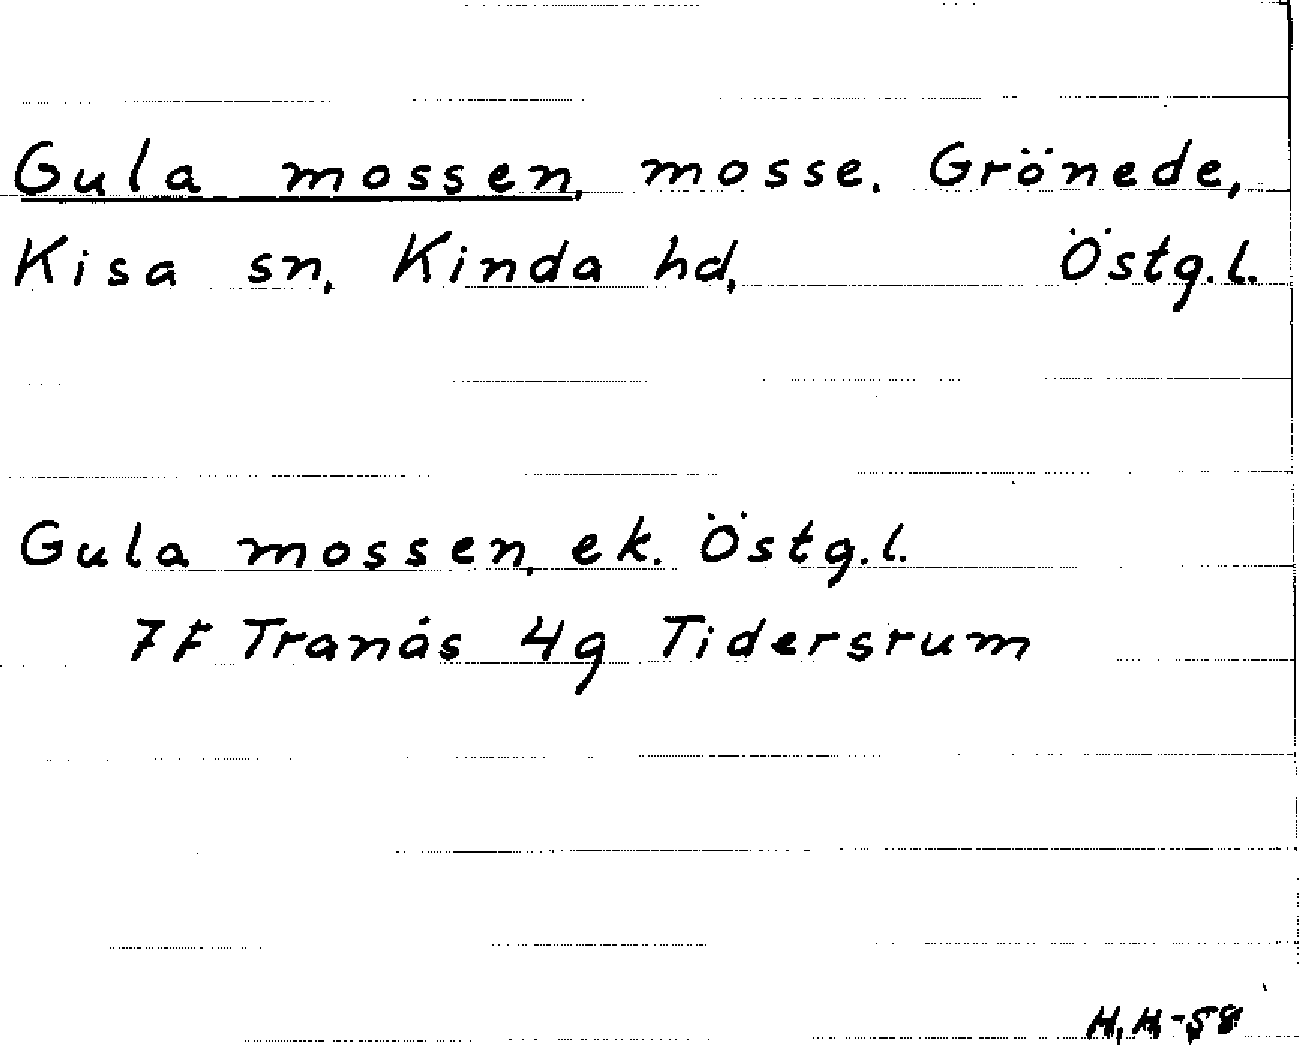 Gula mossen, mosse. Grönede,
Kisa sn, Kinda hd, Östg.l.
Gula mossen, ek. Östg.l.
7F Tranås 4g Tidersrum
H.H-58